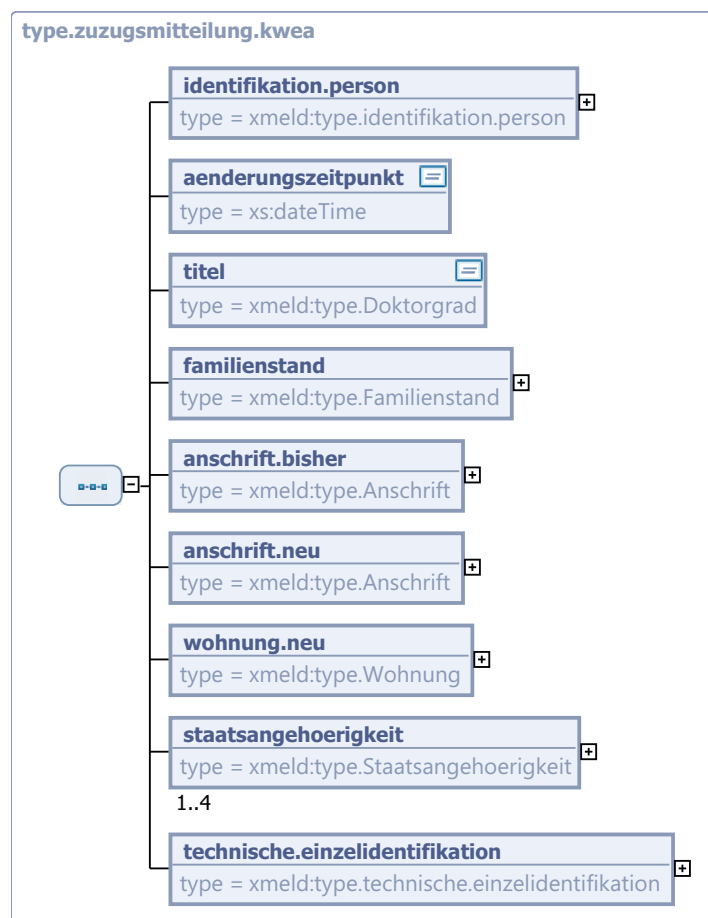 type.zuzugsmitteilung.kwea
identifikation.person
type = xmeld:type.identifikation.person
aenderungszeitpunkt
type = xs:dateTime
titel
type = xmeld:type.Doktorgrad
familienstand
type = xmeld:type.Familienstand
anschrift.bisher
type = xmeld:type.Anschrift
anschrift.neu
type = xmeld:type.Anschrift
wohnung.neu
type = xmeld:type.Wohnung
staatsangehoerigkeit
type = xmeld:type.Staatsangehoerigkeit
1..4
technische.einzelidentifikation
type = xmeld:type.technische.einzelidentifikation